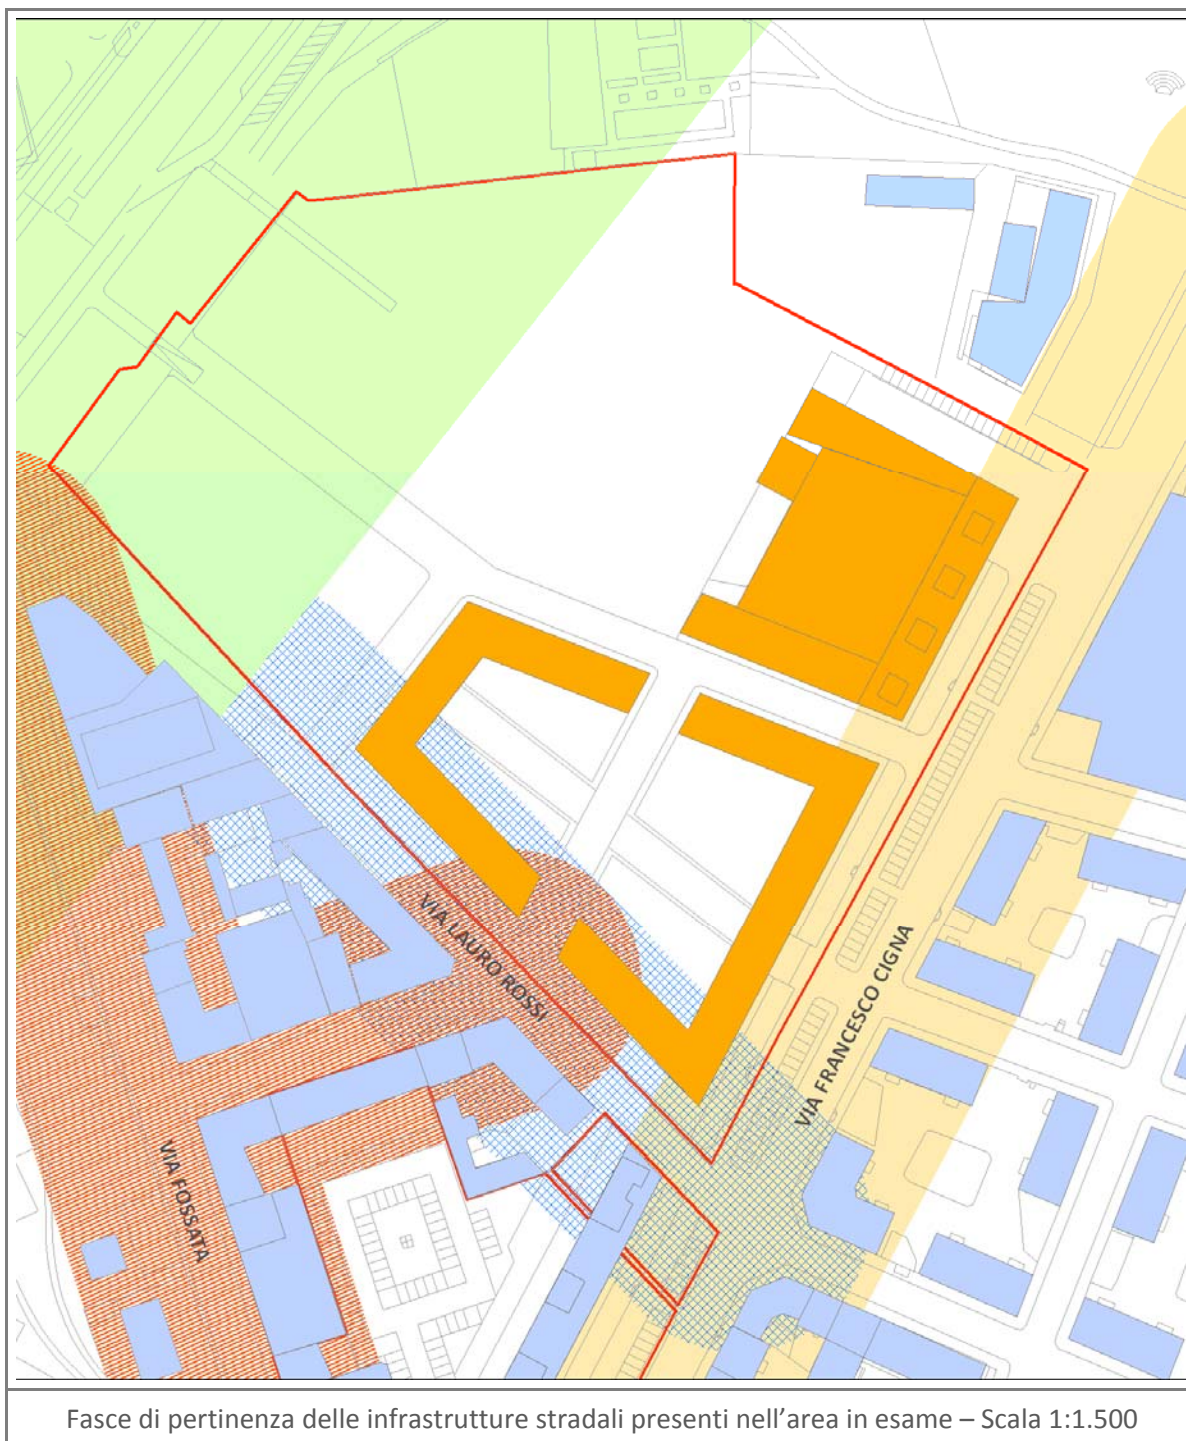 VIA LAURO ROSSI
VIA FRANCESCO CIGNA
VIA FOSSATA
Fasce di pertinenza delle infrastrutture stradali presenti nell’area in esame – Scala 1:1.500